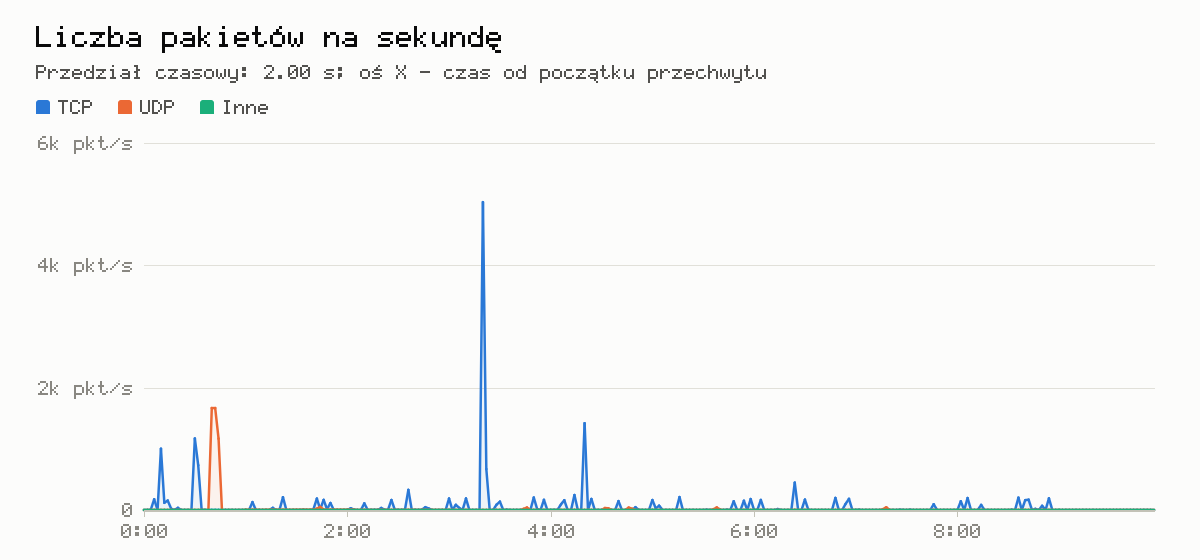 Liczba pakietów na sekundę
Przedział czasowy: 2.00 s; oś X – czas od początku przechwytu
TCP UDP Inne
6k pkt/s
4k pkt/s
2k pkt/s
0
0:00 2:00 4:00 6:00 8:00